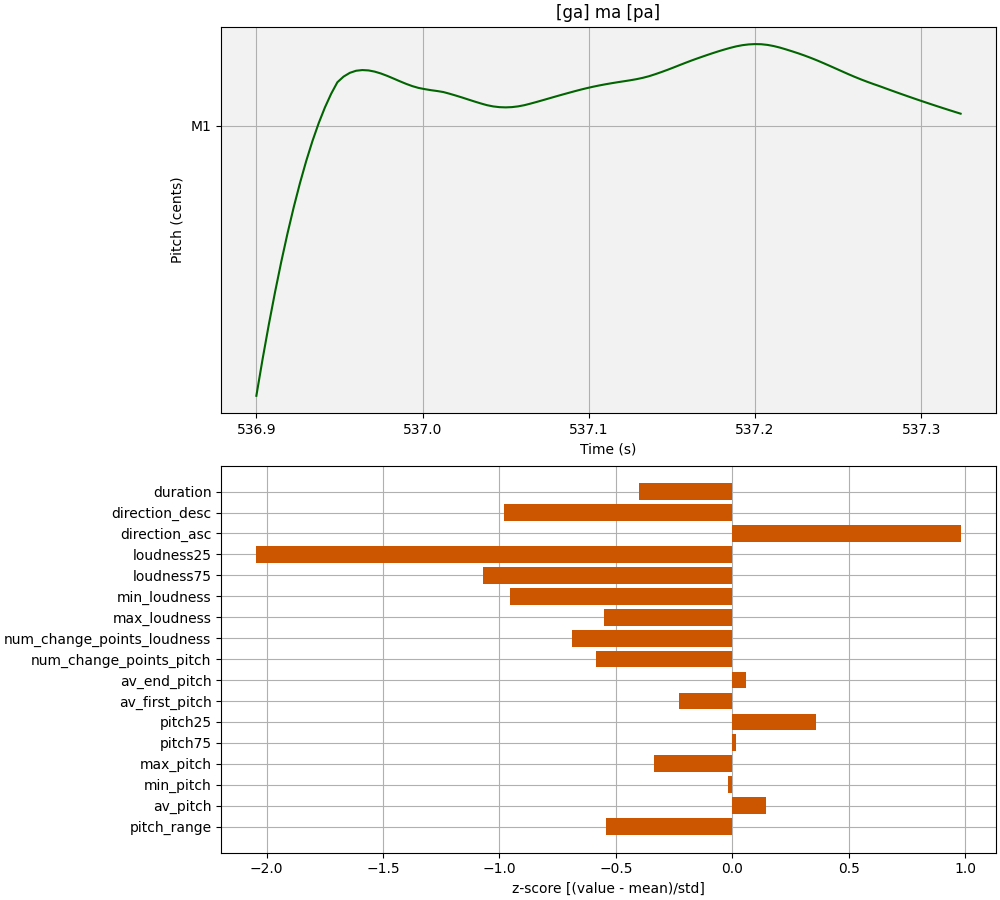 [ga] ma [pa]
M1
Pitch (cents)
536.9 537.0 537.1 537.2 537.3
Time (s)
duration
direction_desc
direction_asc
loudness25
loudness75
min_loudness
max_loudness
num_change_points_loudness
num_change_points_pitch
av_end_pitch
av_first_pitch
pitch25
pitch75
max_pitch
min_pitch
av_pitch
pitch_range
−2.0 −1.5 −1.0 −0.5 0.0 0.5 1.0
z-score [(value - mean)/std]